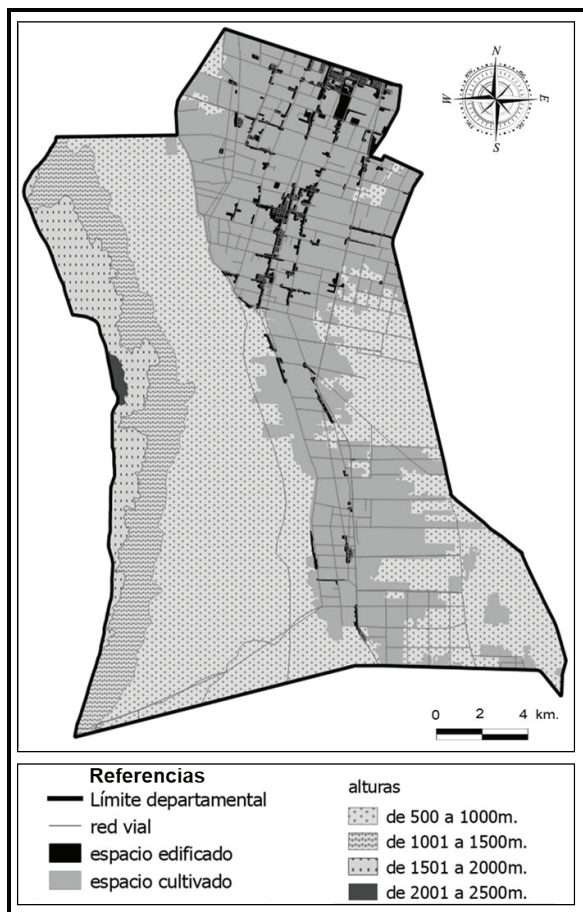 N
W
E
S
0 2 4 km.
Referencias
Límite departamental
red vial
espacio edificado
espacio cultivado
alturas
de 500 a 1000m.
de 1001 a 1500m.
de 1501 a 2000m.
de 2001 a 2500m.